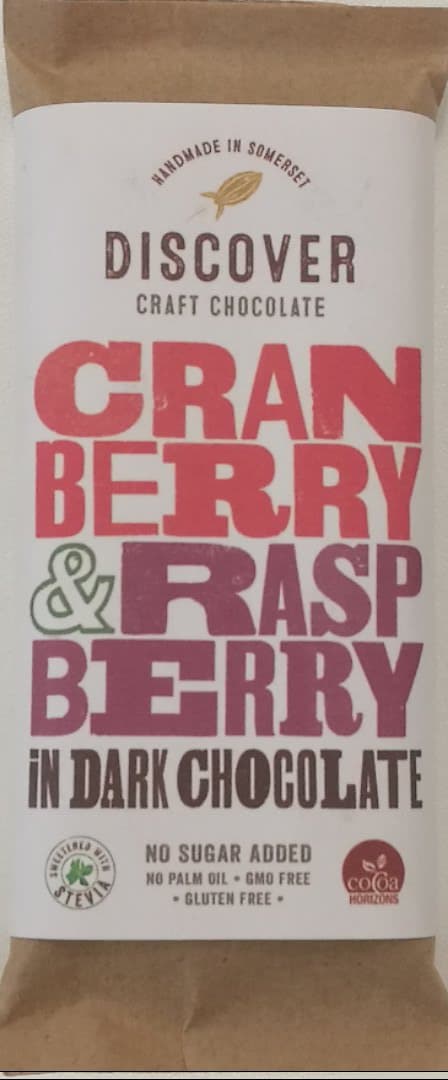 HANDMADE IN SOMERSET
DISCOVER
CRAFT CHOCOLATE
CRAN
BERRY
& RASP
BERRY
iN DARK CHOCOLATE
SWEETENED WITH
STEVIA
NO SUGAR ADDED
NO PALM OIL • GMO FREE
• GLUTEN FREE •
cocoa
HORIZONS